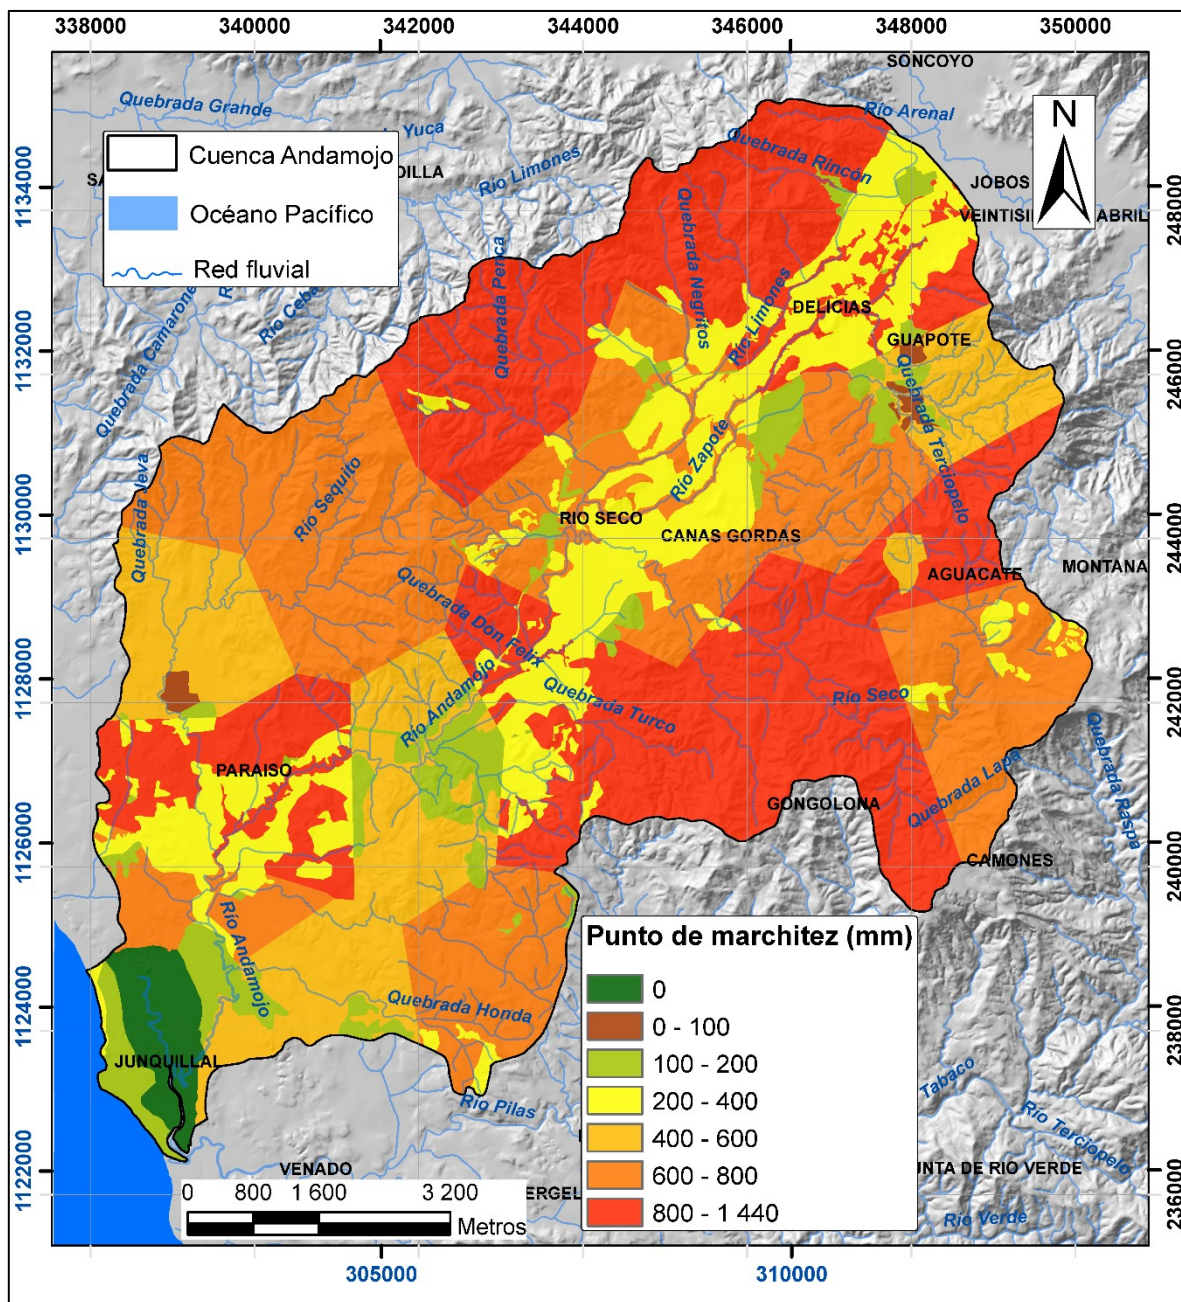 338000 340000 342000 344000 346000 348000 350000
SONCOYO
Quebrada Grande
Río Arenal
Yuca
Quebrada Rincón
N
Cuenca Andamojo
Río Limones
JOBOS
1134000
248000
Océano Pacífico
Quebrada Negritos
ABRIL
Red fluvial
Quebrada Penca
Río Limones
DELICIAS
Quebrada Camarones
1132000
GUAPOTE
246000
Quebrada Terciopelo
Río Zapote
Quebrada Jeva
Río Sequito
1130000
RIO SECO
CANAS GORDAS
244000
AGUACATE
MONTANA
Quebrada Don Felix
1128000
Río Andamojo
Quebrada Turco
Río Seco
242000
Quebrada Raspa
PARAISO
Quebrada Lapa
GONGOLONA
1126000
240000
CAMONES
Río Andamojo
Punto de marchitez (mm)
0
1124000
Quebrada Honda
0 - 100
238000
JUNQUILLAL
100 - 200
Tabaco
Río Pilas
200 - 400
Río Terciopelo
400 - 600
1122000
VENADO
600 - 800
DE RIO VERDE
236000
0 800 1 600 3 200
Metros
800 - 1 440
Río Verde
305000 310000